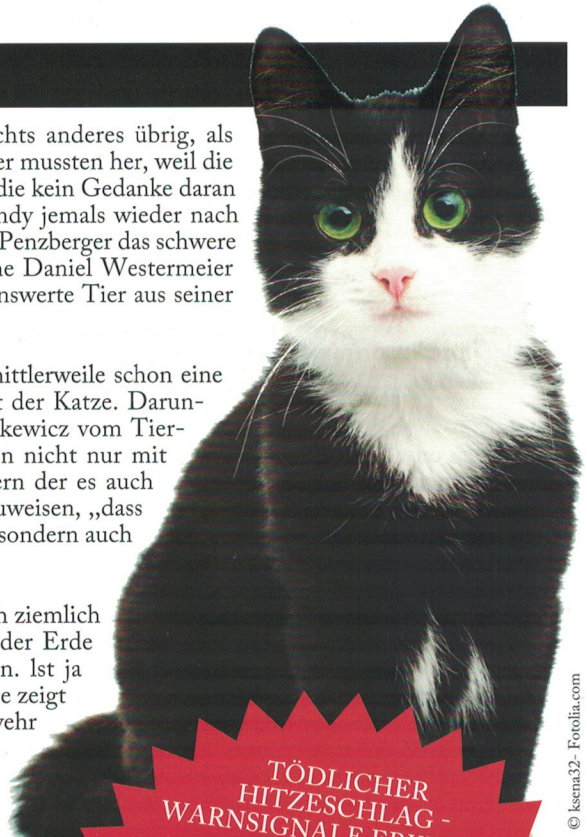 chts anderes übrig, als
er mussten her, weil die
die kein Gedanke daran
ndy jemals wieder nach
Penzberger das schwere
ne Daniel Westermeier
nswerte Tier aus seiner
mittlerweile schon eine
t der Katze. Darun-
kewicz vom Tier-
n nicht nur mit
ern der es auch
uweisen, „dass
sondern auch
n ziemlich
der Erde
n. lst ja
e zeigt
wehr
TÖDLICHER
HITZESCHLAG -
WARNSIGNALE
© ksena32- Fotolia.com